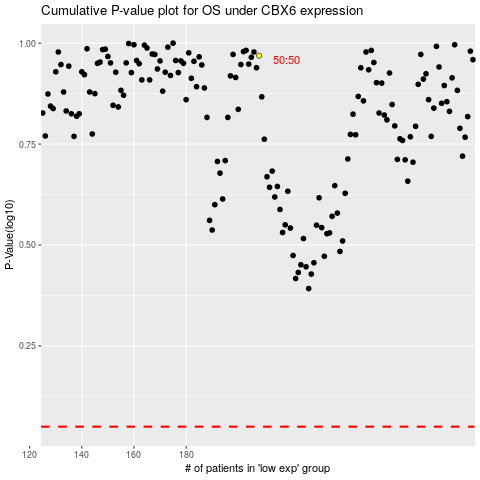 Cumulative P-value plot for OS under CBX6 expression
1.00
50:50
0.75
P-Value(log10)
0.50
0.25
120 140 160 180
# of patients in 'low exp' group